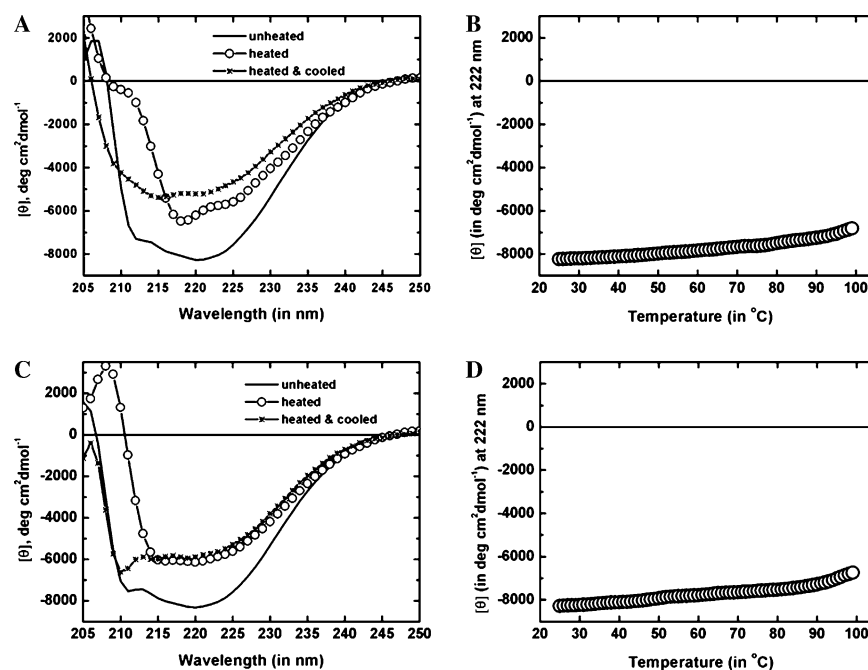 A
2000
0
-2000
-4000
-6000
-8000
[θ], deg cm²dmol⁻¹
unheated
heated
heated & cooled
205 210 215 220 225 230 235 240 245 250
Wavelength (in nm)
B
2000
0
-2000
-4000
-6000
-8000
[θ] (in deg cm²dmol⁻¹) at 222 nm
20 30 40 50 60 70 80 90 100
Temperature (in °C)
C
2000
0
-2000
-4000
-6000
-8000
[θ], deg cm²dmol⁻¹
unheated
heated
heated & cooled
205 210 215 220 225 230 235 240 245 250
Wavelength (in nm)
D
2000
0
-2000
-4000
-6000
-8000
[θ] (in deg cm²dmol⁻¹) at 222 nm
20 30 40 50 60 70 80 90 100
Temperature (in °C)